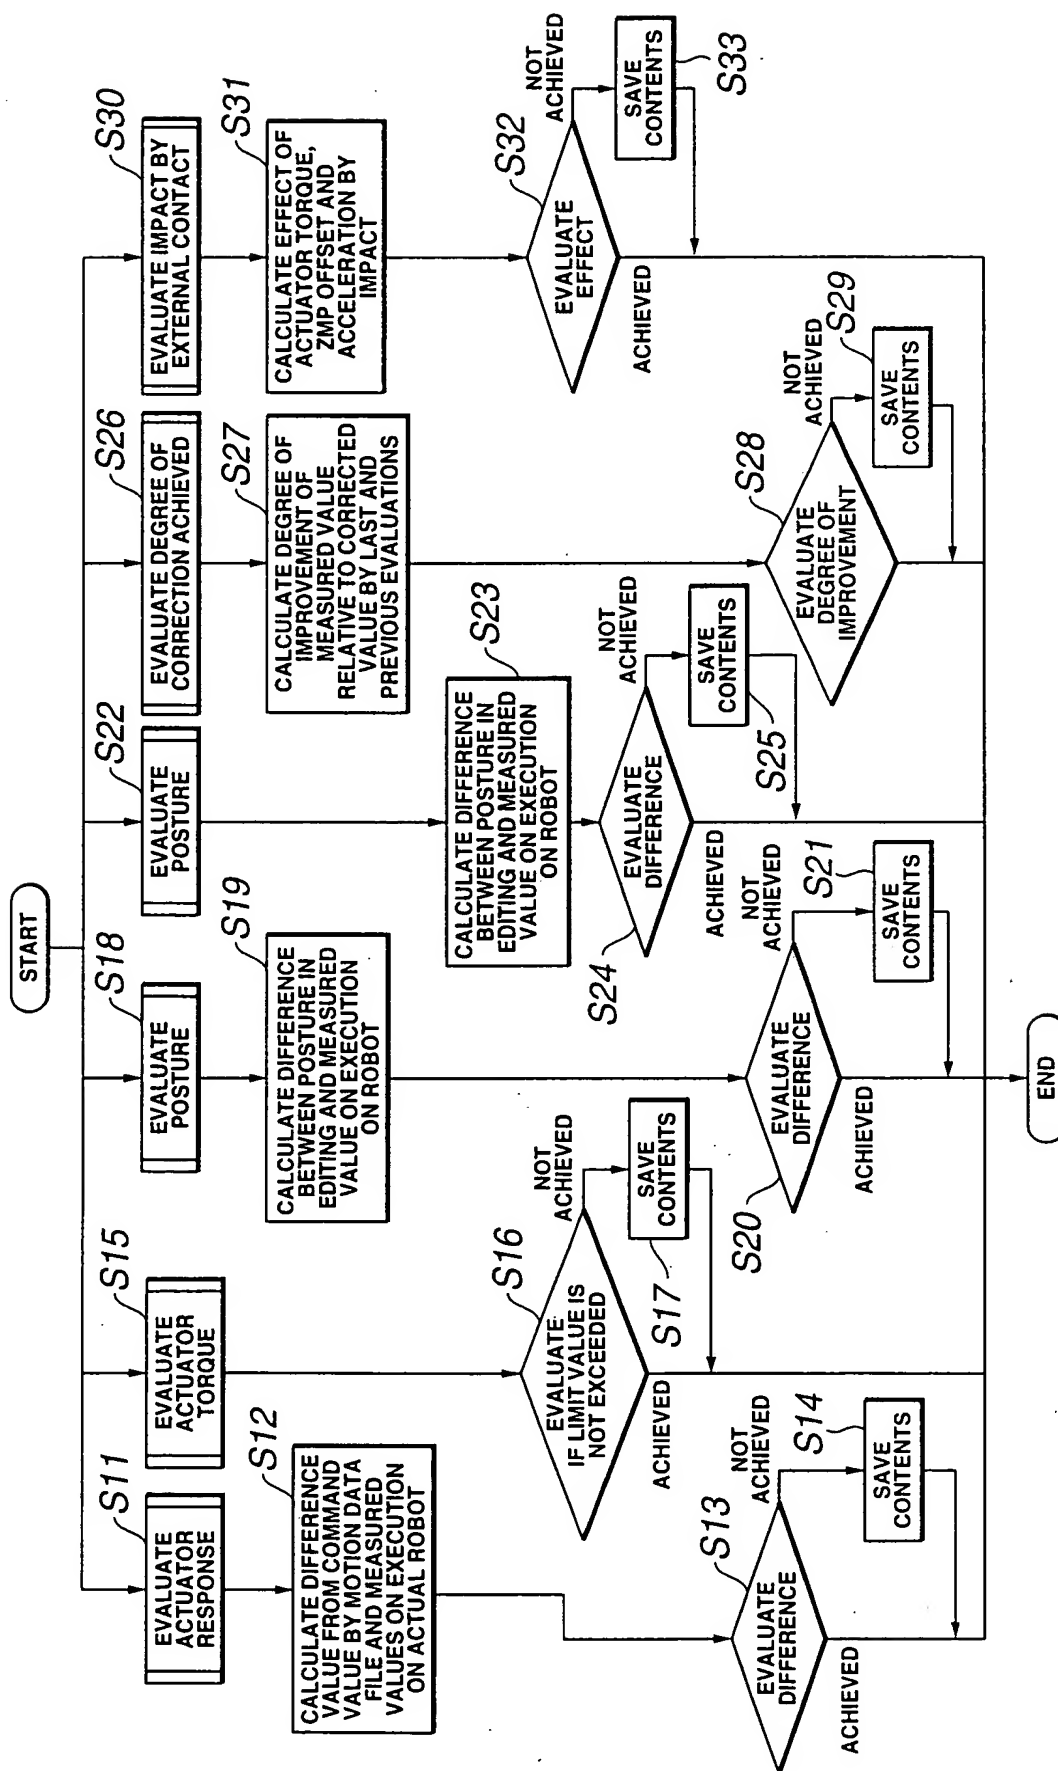 START
S11
EVALUATE
ACTUATOR
RESPONSE
S12
CALCULATE DIFFERENCE
VALUE FROM COMMAND
VALUE BY MOTION DATA
FILE AND MEASURED
VALUES ON EXECUTION
ON ACTUAL ROBOT
S13
EVALUATE
DIFFERENCE
NOT
ACHIEVED
S14
SAVE
CONTENTS
ACHIEVED
S15
EVALUATE
ACTUATOR
TORQUE
S16
EVALUATE
IF LIMIT VALUE IS
NOT EXCEEDED
NOT
ACHIEVED
SAVE
CONTENTS
S17
ACHIEVED
S18
EVALUATE
POSTURE
S19
CALCULATE DIFFERENCE
BETWEEN POSTURE IN
EDITING AND MEASURED
VALUE ON EXECUTION
ON ROBOT
S20
EVALUATE
DIFFERENCE
NOT
ACHIEVED
S21
SAVE
CONTENTS
ACHIEVED
S22
EVALUATE
POSTURE
S23
CALCULATE DIFFERENCE
BETWEEN POSTURE IN
EDITING AND MEASURED
VALUE ON EXECUTION
ON ROBOT
S24
EVALUATE
DIFFERENCE
NOT
ACHIEVED
SAVE
CONTENTS
S25
ACHIEVED
S26
EVALUATE DEGREE OF
CORRECTION ACHIEVED
S27
CALCULATE DEGREE OF
IMPROVEMENT OF
MEASURED VALUE
RELATIVE TO CORRECTED
VALUE BY LAST AND
PREVIOUS EVALUATIONS
S28
EVALUATE
DEGREE OF
IMPROVEMENT
NOT
ACHIEVED
S29
SAVE
CONTENTS
S30
EVALUATE IMPACT BY
EXTERNAL CONTACT
S31
CALCULATE EFFECT OF
ACTUATOR TORQUE,
ZMP OFFSET AND
ACCELERATION BY
IMPACT
S32
EVALUATE
EFFECT
NOT
ACHIEVED
SAVE
CONTENTS
S33
ACHIEVED
END